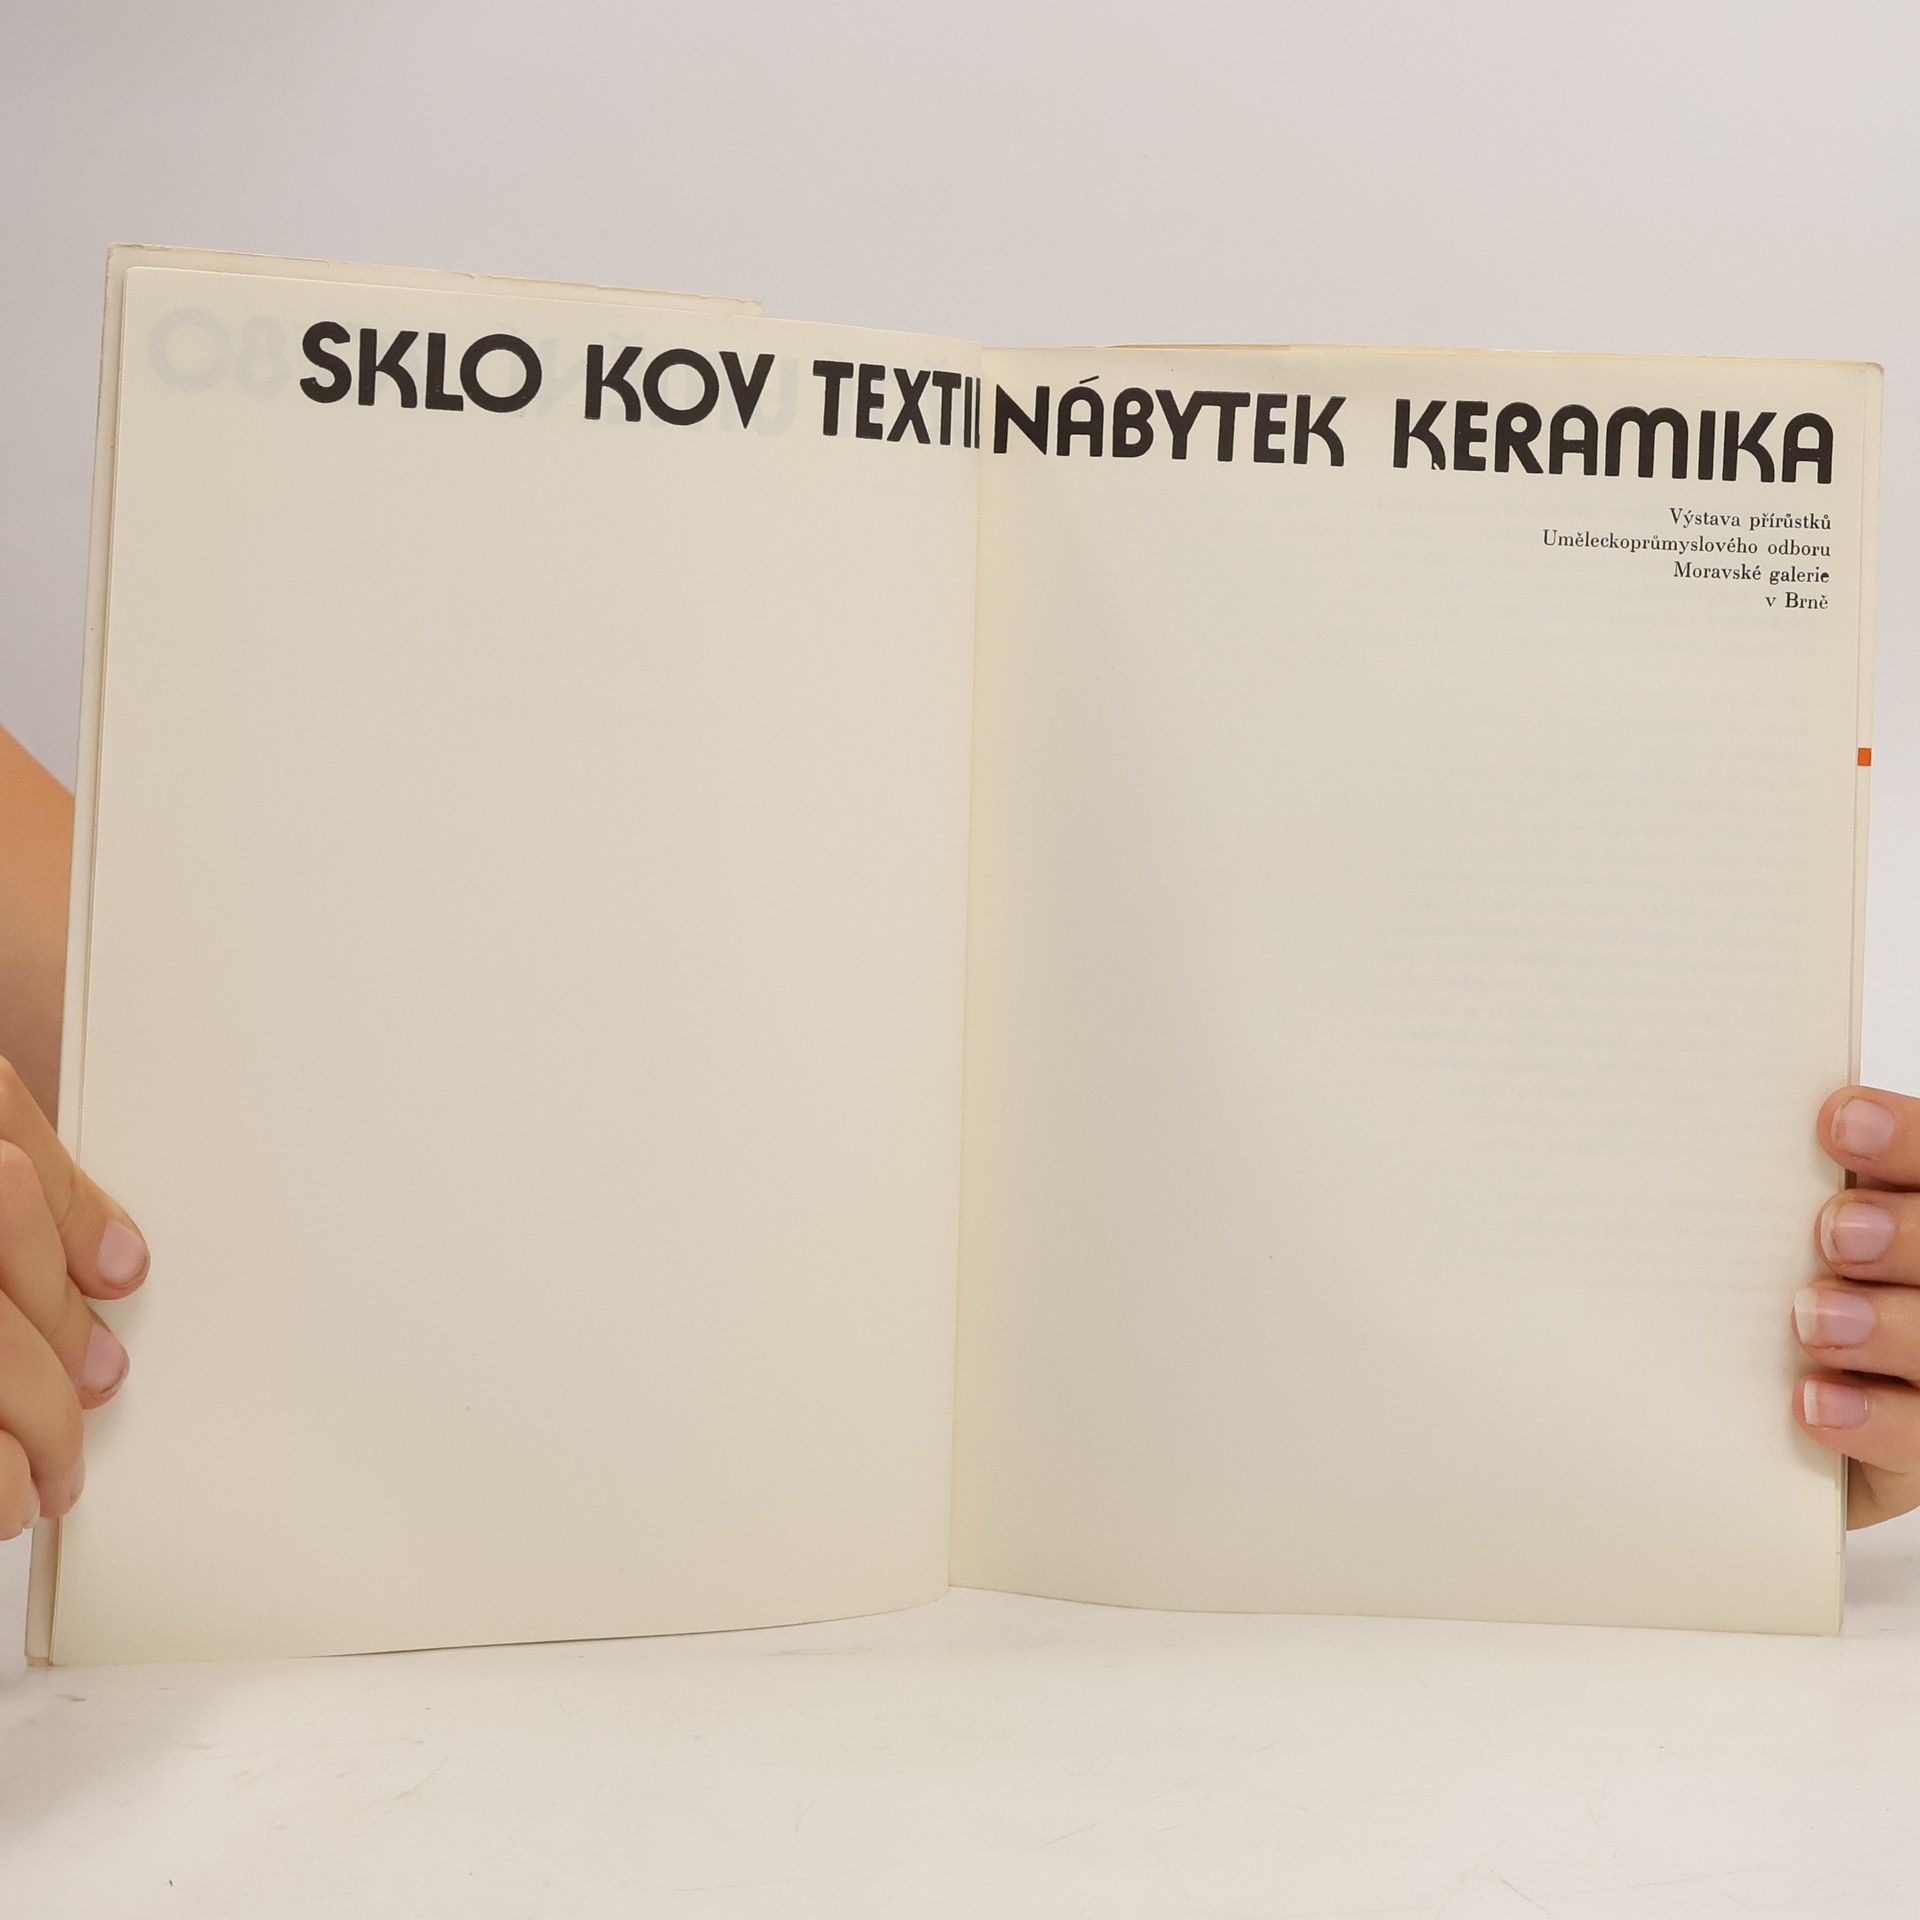 SKLO KOV TEXTIL NÁBYTEK KERAMIKA
Výstava přírůstků
Uměleckoprůmyslového odboru
Moravské galerie
v Brně